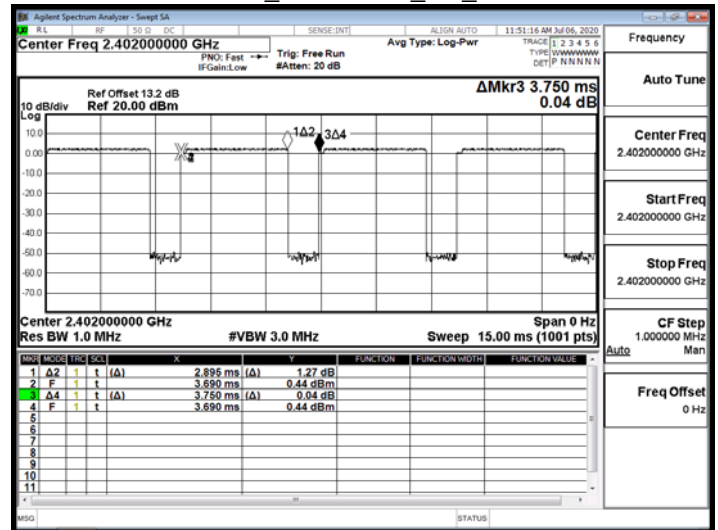 Agilent Spectrum Analyzer - Swept SA
RL RF 50 Ω DC SENSE:INT ALIGN AUTO 11:51:16 AM Jul 06, 2020
Center Freq 2.402000000 GHz
PNO: Fast
IFGain:Low
Trig: Free Run
#Atten: 20 dB
Avg Type: Log-Pwr
TRACE 1 2 3 4 5 6
TYPE WWWWWW
DET P N N N N N
Ref Offset 13.2 dB
10 dB/div Ref 20.00 dBm
Log
ΔMkr3 3.750 ms
0.04 dB
10.0
0.00
-10.0
-20.0
-30.0
-40.0
-50.0
-60.0
-70.0
1Δ2 3Δ4
Center 2.402000000 GHz Span 0 Hz
Res BW 1.0 MHz #VBW 3.0 MHz Sweep 15.00 ms (1001 pts)
MKR MODE TRC SCL X Y FUNCTION FUNCTION WIDTH FUNCTION VALUE
1 Δ2 1 t (Δ) 2.895 ms (Δ) 1.27 dB
2 F 1 t 3.690 ms 0.44 dBm
3 Δ4 1 t (Δ) 3.750 ms (Δ) 0.04 dB
4 F 1 t 3.690 ms 0.44 dBm
5
6
7
8
9
10
11
MSG STATUS
Frequency
Auto Tune
Center Freq
2.402000000 GHz
Start Freq
2.402000000 GHz
Stop Freq
2.402000000 GHz
CF Step
1.000000 MHz
Auto Man
Freq Offset
0 Hz